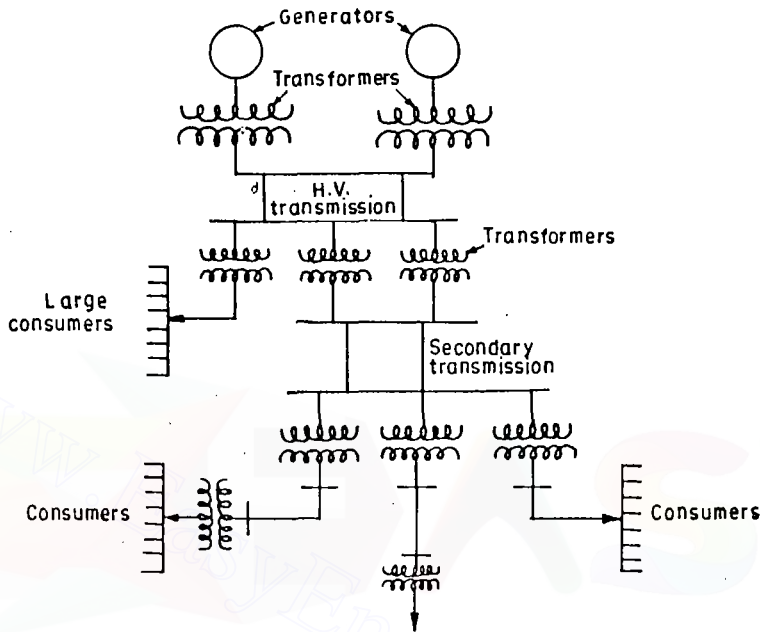 Generators
Transformers
H.V.
transmission
Transformers
Large
consumers
Secondary
transmission
Consumers
Consumers